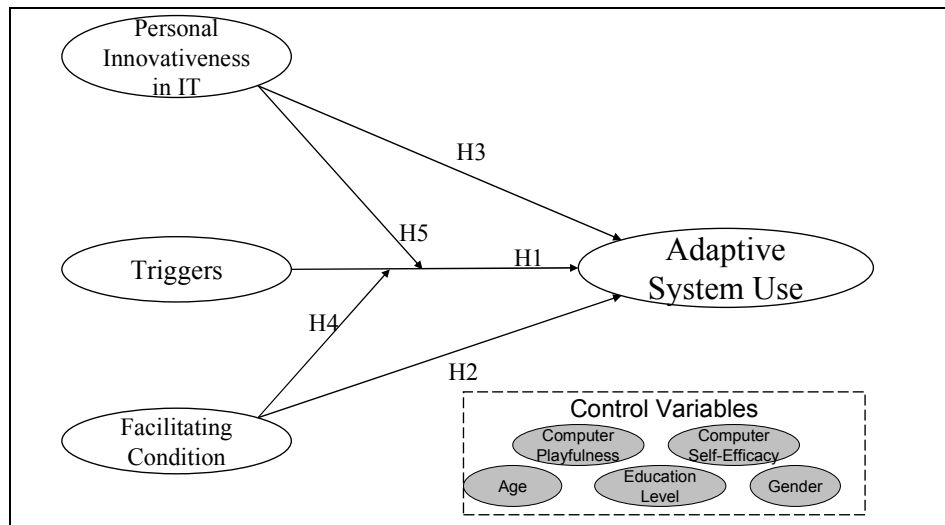 Personal
Innovativeness
in IT
H3
H5
Triggers
H1
Adaptive
System Use
H4
H2
Facilitating
Condition
Control Variables
Computer
Playfulness
Computer
Self-Efficacy
Age
Education
Level
Gender